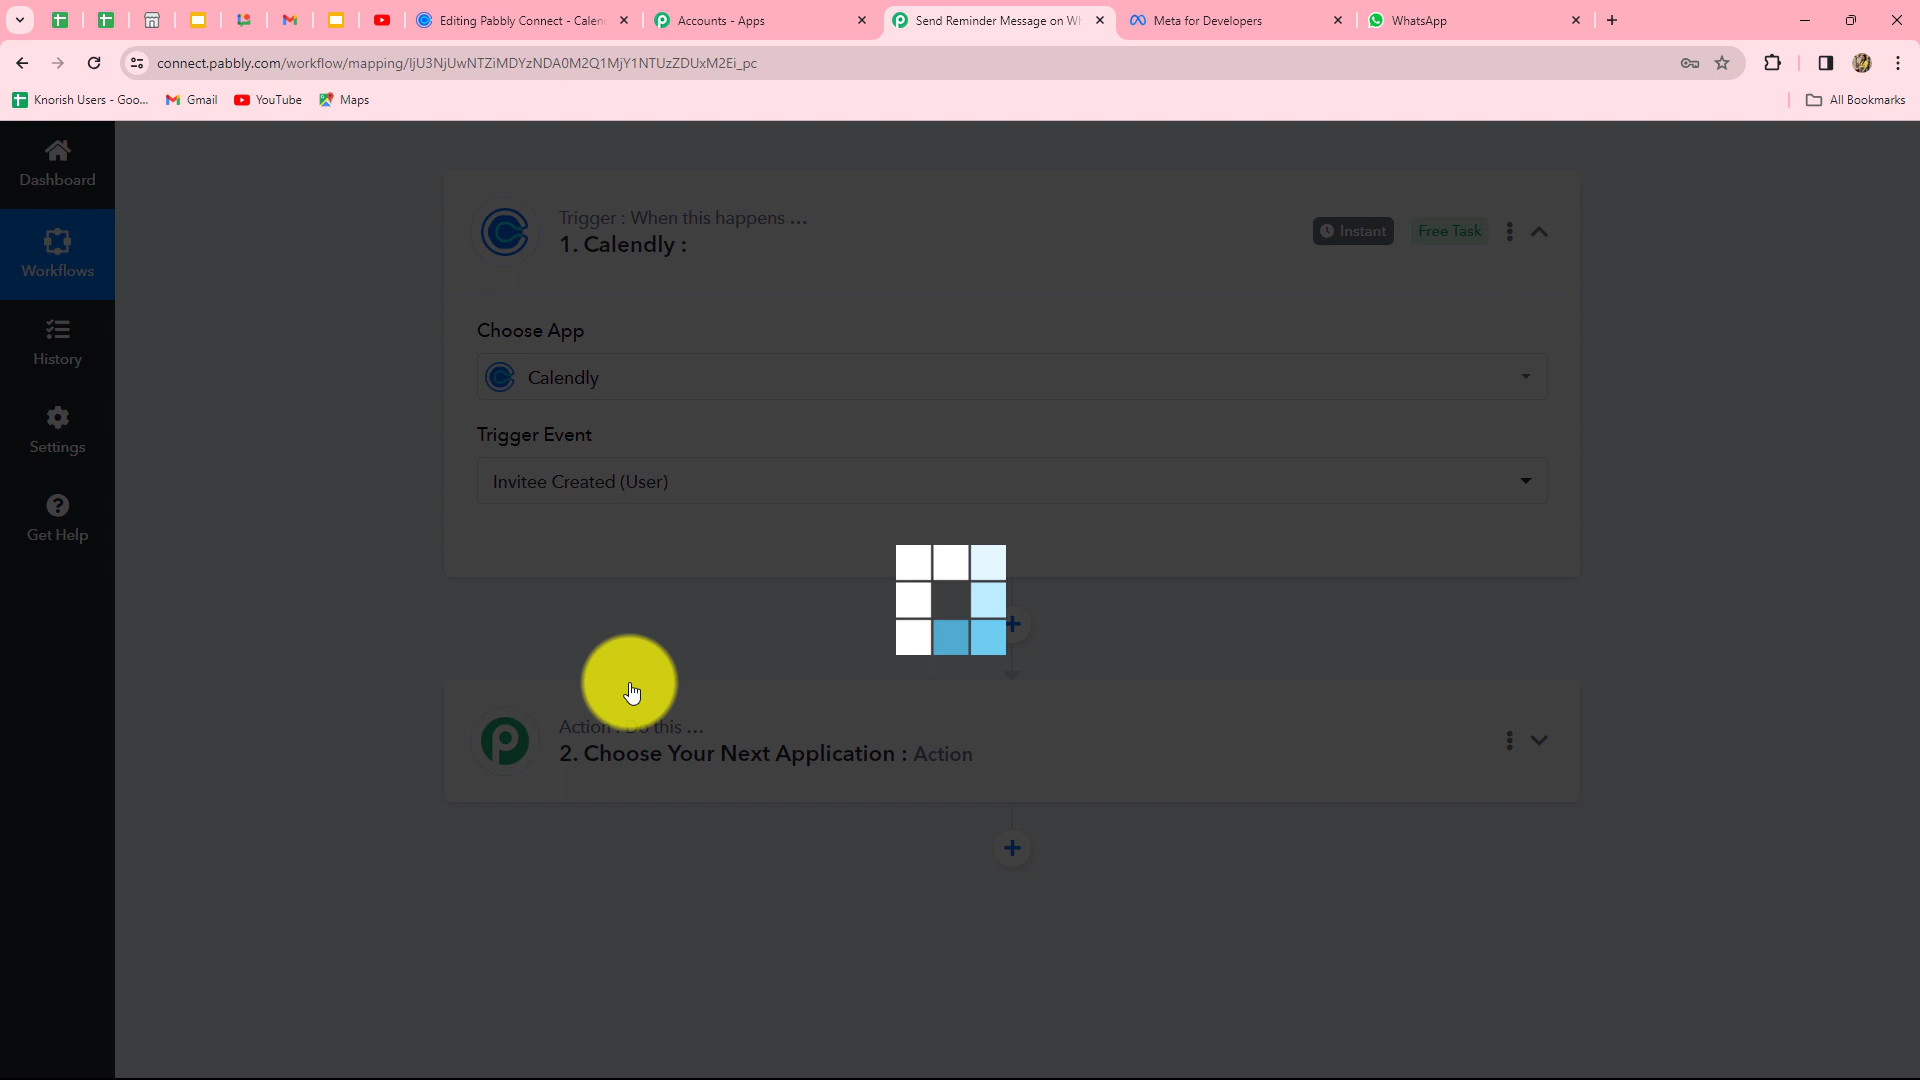 Editing Pabbly Connect - Calen
Accounts - Apps
Send Reminder Message on Wh
Meta for Developers
WhatsApp
connect.pabbly.com/workflow/mapping/IjU3NjUwNTZiMDYzNDA0M2Q1MjY1NTUzZDUxM2Ei_pc
Knorish Users - Goo...
Gmail
YouTube
Maps
All Bookmarks
Dashboard
Workflows
History
Settings
Get Help
Trigger : When this happens ...
1. Calendly :
Instant
Free Task
Choose App
Calendly
Trigger Event
Invitee Created (User)
Action : Do this ...
2. Choose Your Next Application : Action